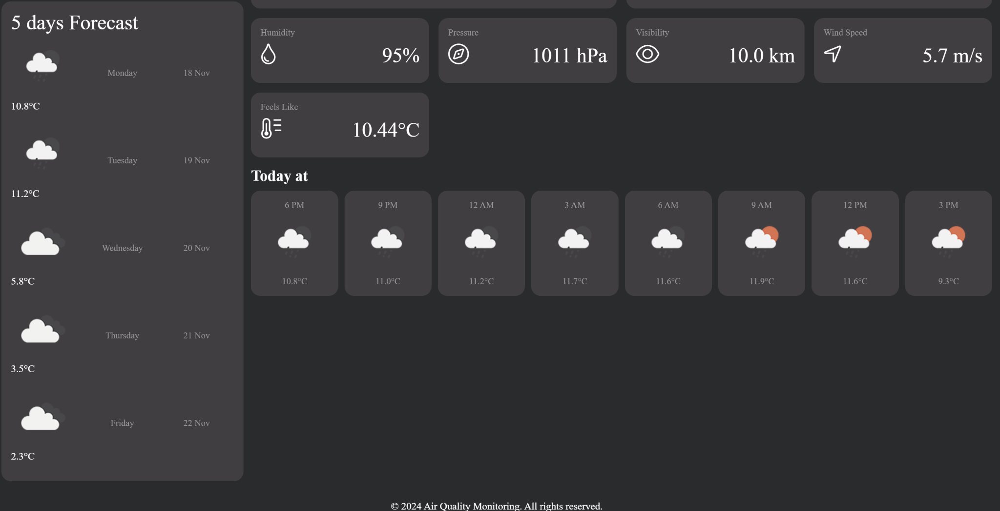 5 days Forecast
Monday 18 Nov
10.8°C
Tuesday 19 Nov
11.2°C
Wednesday 20 Nov
5.8°C
Thursday 21 Nov
3.5°C
Friday 22 Nov
2.3°C
Humidity
95%
Pressure
1011 hPa
Visibility
10.0 km
Wind Speed
5.7 m/s
Feels Like
10.44°C
Today at
6 PM
10.8°C
9 PM
11.0°C
12 AM
11.2°C
3 AM
11.7°C
6 AM
11.6°C
9 AM
11.9°C
12 PM
11.6°C
3 PM
9.3°C
© 2024 Air Quality Monitoring. All rights reserved.